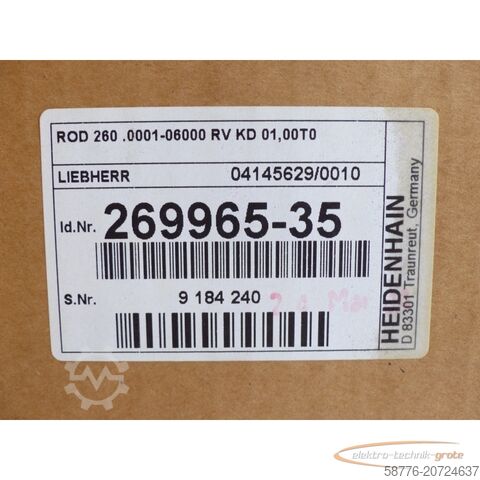 ROD 260 .0001-06000 RV KD 01,00T0
LIEBHERR 04145629/0010
Id.Nr. 269965-35
S.Nr. 9 184 240
HEIDENHAIN
D 83301 Traunreut, Germany
elektro-technik-grote
58776-20724637